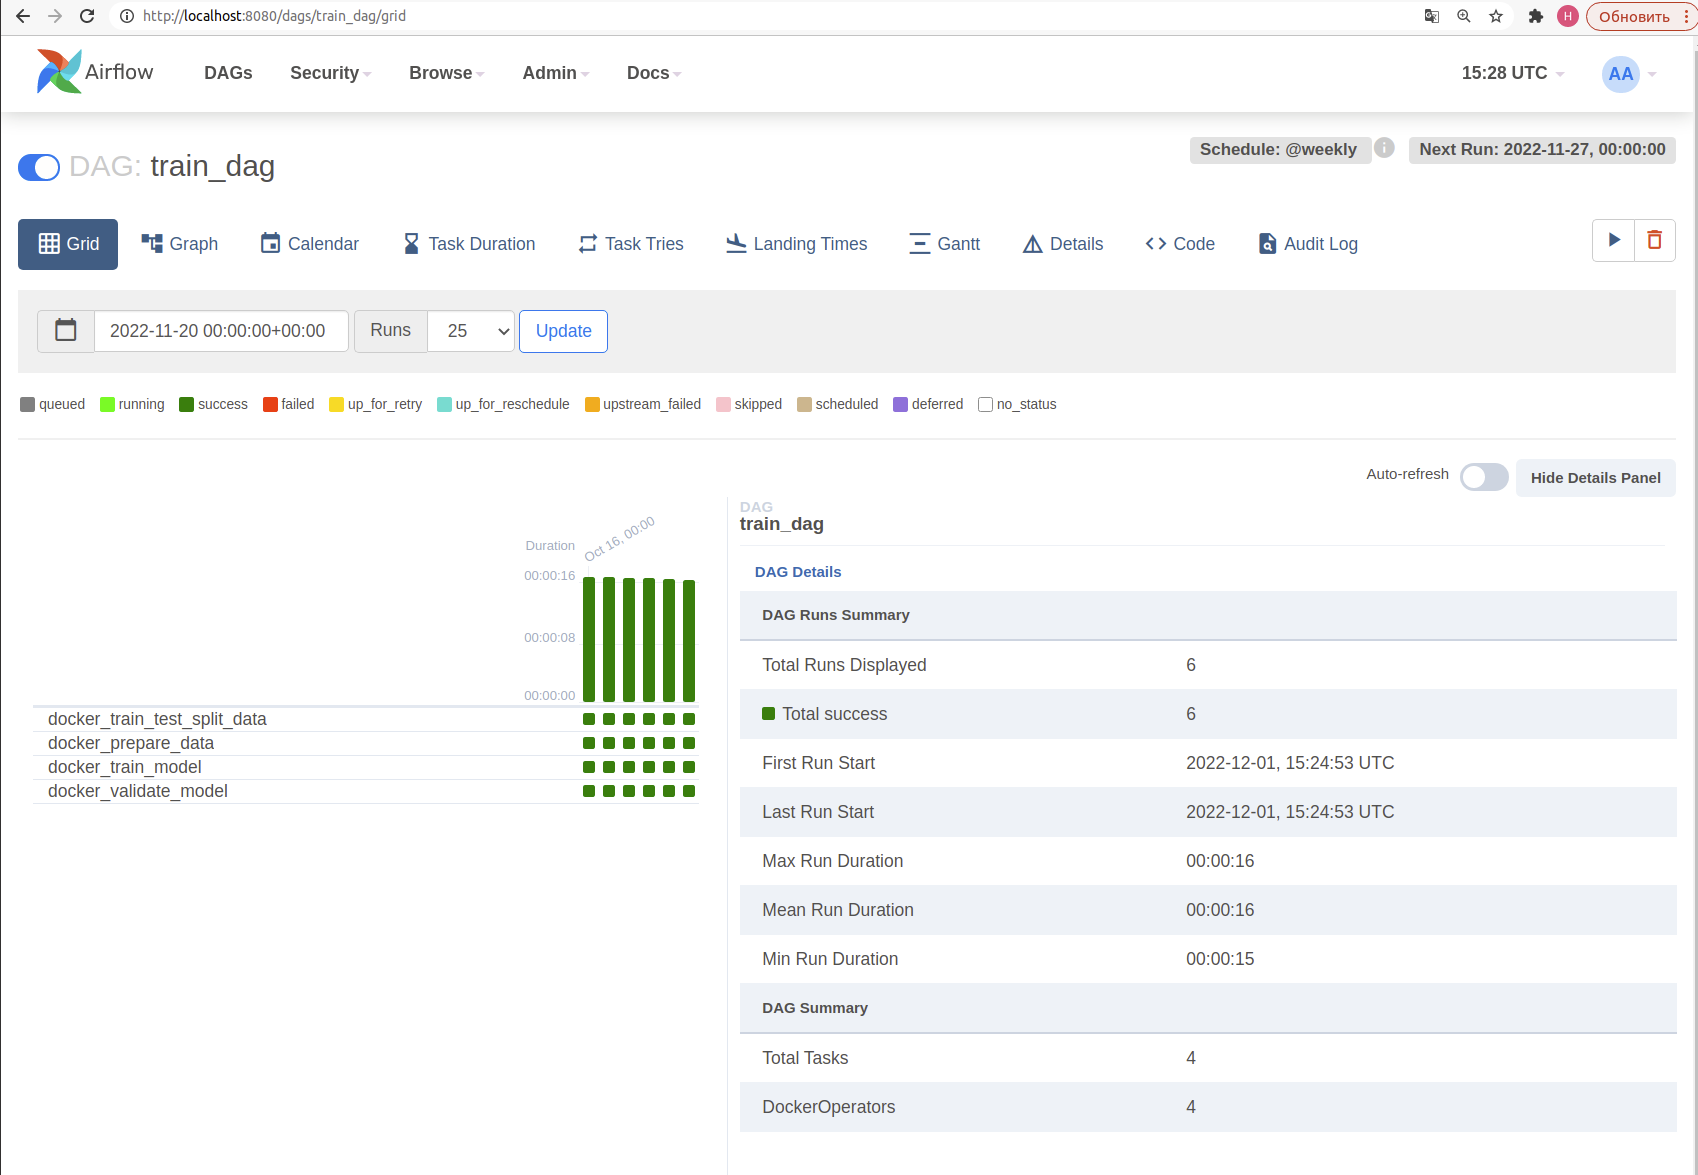 http://localhost:8080/dags/train_dag/grid
H
Обновить
Airflow
DAGs
Security
Browse
Admin
Docs
15:28 UTC
AA
DAG: train_dag
Schedule: @weekly
i
Next Run: 2022-11-27, 00:00:00
Grid
Graph
Calendar
Task Duration
Task Tries
Landing Times
Gantt
Details
Code
Audit Log
2022-11-20 00:00:00+00:00
Runs
25
Update
queued
running
success
failed
up_for_retry
up_for_reschedule
upstream_failed
skipped
scheduled
deferred
no_status
Auto-refresh
Hide Details Panel
Duration
Oct 16, 00:00
00:00:16
00:00:08
00:00:00
docker_train_test_split_data
docker_prepare_data
docker_train_model
docker_validate_model
DAG
train_dag
DAG Details
DAG Runs Summary
Total Runs Displayed 6
Total success 6
First Run Start 2022-12-01, 15:24:53 UTC
Last Run Start 2022-12-01, 15:24:53 UTC
Max Run Duration 00:00:16
Mean Run Duration 00:00:16
Min Run Duration 00:00:15
DAG Summary
Total Tasks 4
DockerOperators 4